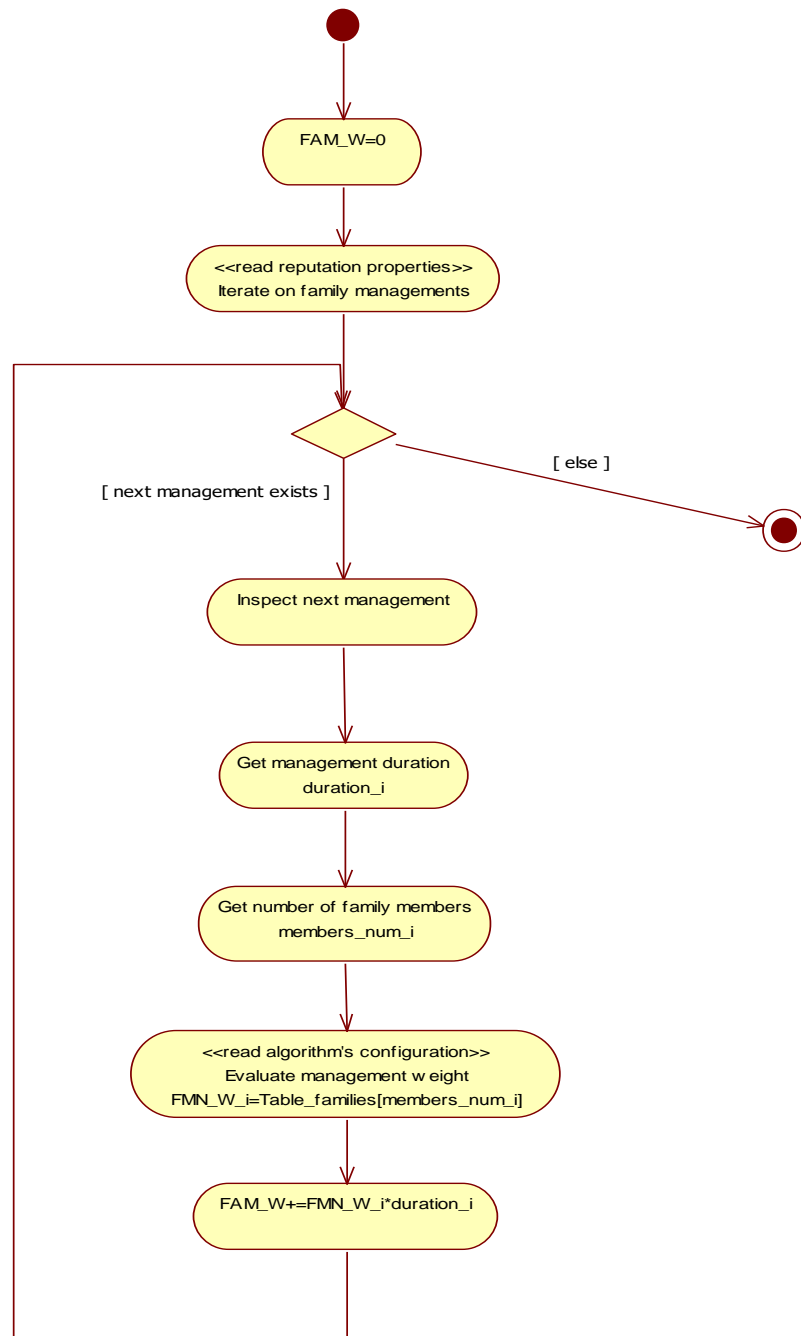 FAM_W=0
<<read reputation properties>>
Iterate on family managements
[ else ]
[ next management exists ]
Inspect next management
Get management duration
duration_i
Get number of family members
members_num_i
<<read algorithm's configuration>>
Evaluate management weight
FMN_W_i=Table_families[members_num_i]
FAM_W+=FMN_W_i*duration_i